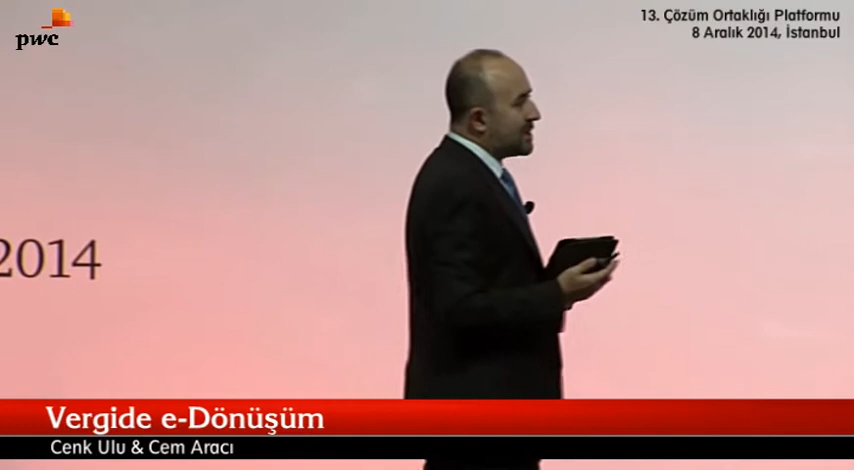 pwc
13. Çözüm Ortaklığı Platformu
8 Aralık 2014, İstanbul
2014
Vergide e-Dönüşüm
Cenk Ulu & Cem Aracı